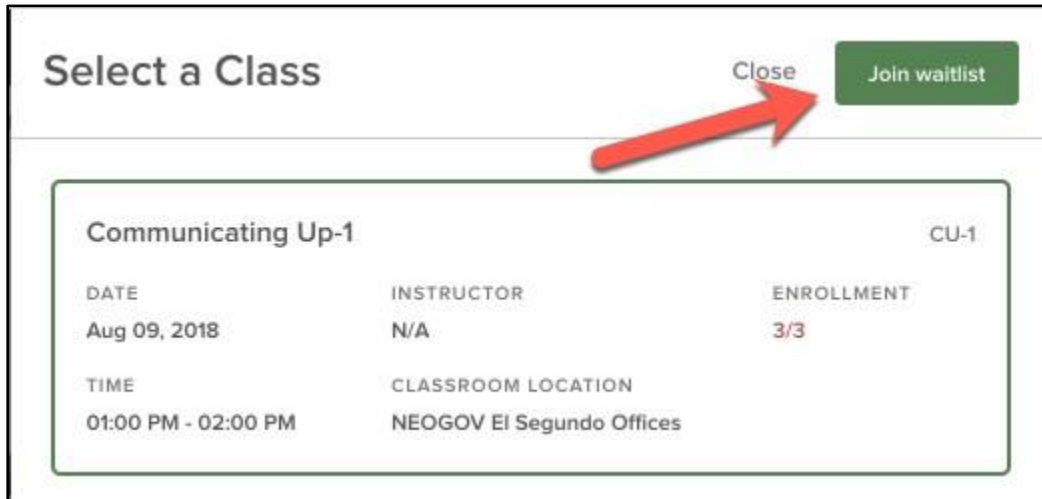 Select a Class
Close
Join waitlist
Communicating Up-1
CU-1
DATE
INSTRUCTOR
ENROLLMENT
Aug 09, 2018
N/A
3/3
TIME
CLASSROOM LOCATION
01:00 PM - 02:00 PM
NEOGOV El Segundo Offices